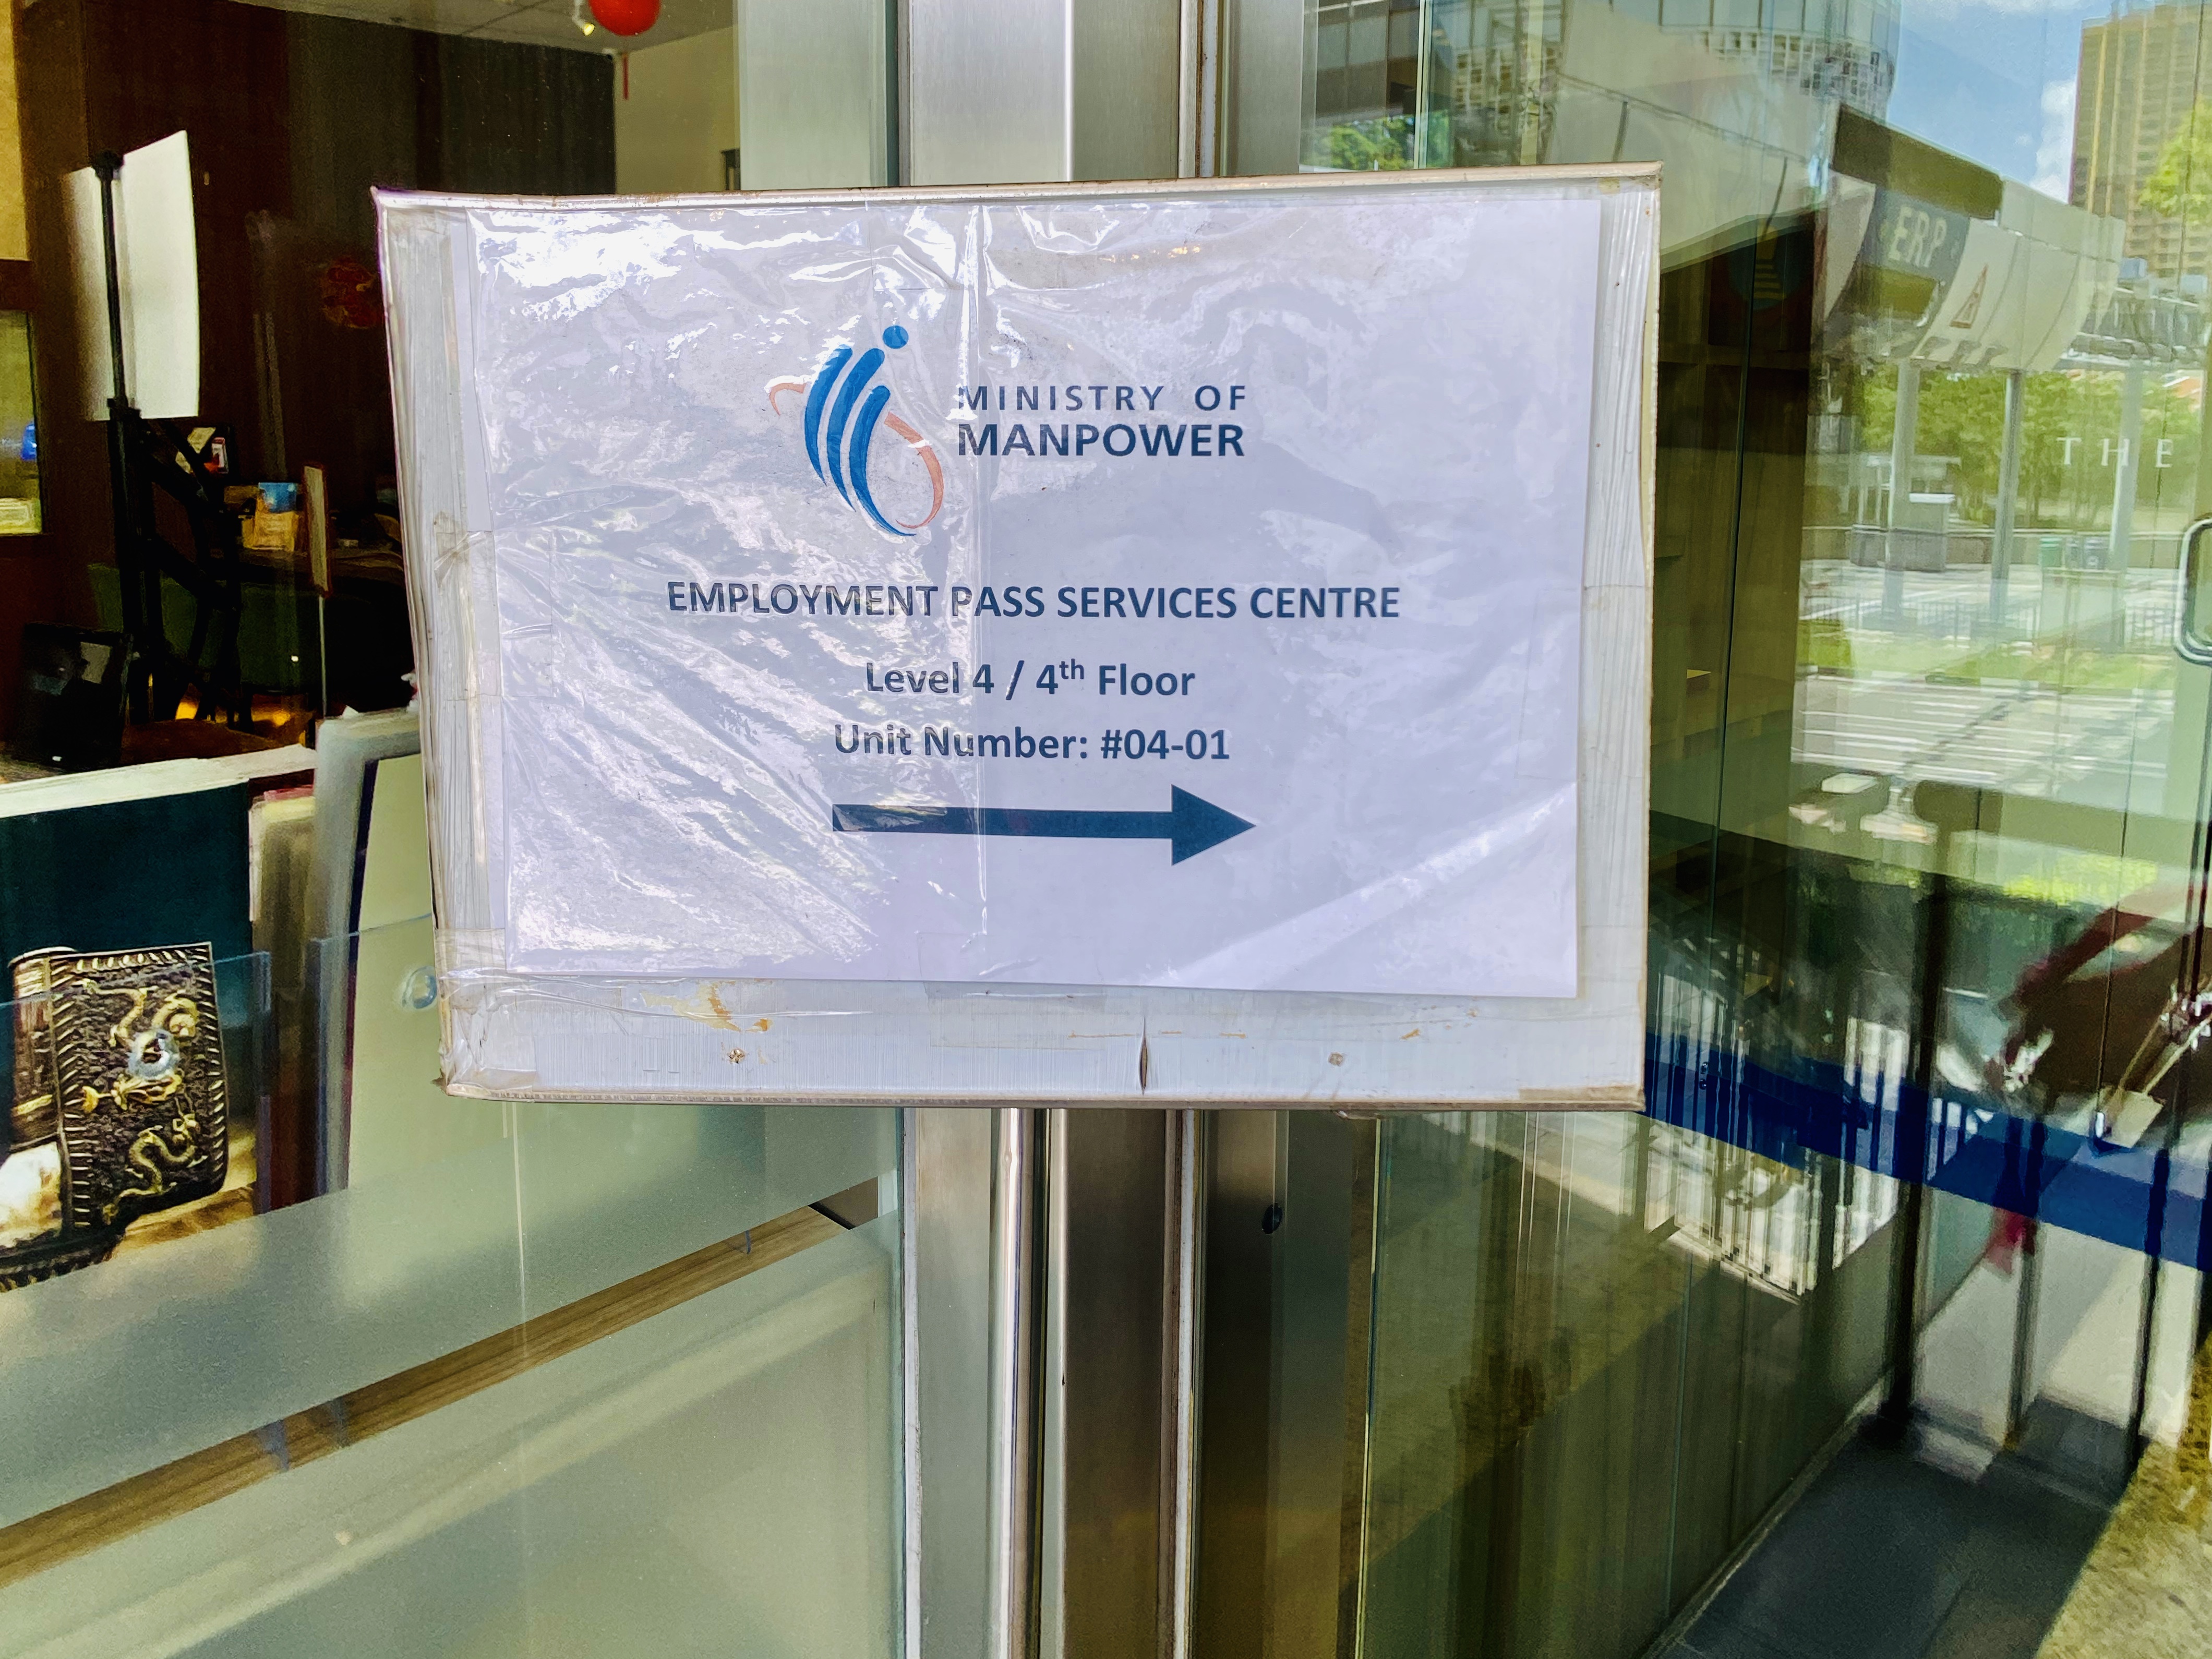 MINISTRY OF
MANPOWER
EMPLOYMENT PASS SERVICES CENTRE
Level 4 / 4th Floor
Unit Number: #04-01
ERP
THE